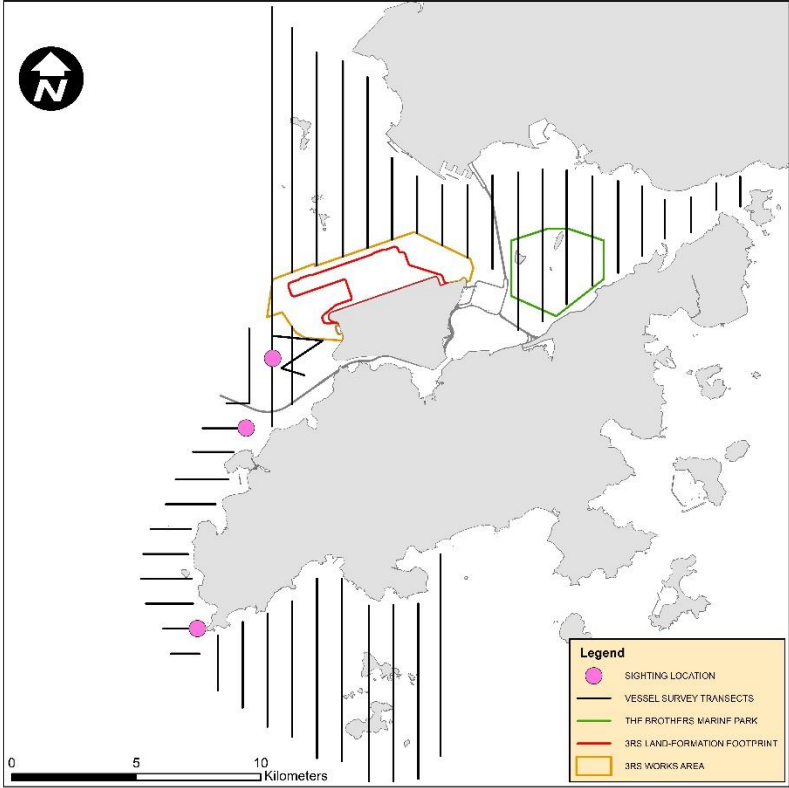 N
Legend
SIGHTING LOCATION
VESSEL SURVEY TRANSECTS
THE BROTHERS MARINE PARK
3RS LAND-FORMATION FOOTPRINT
3RS WORKS AREA
0 5 10
Kilometers